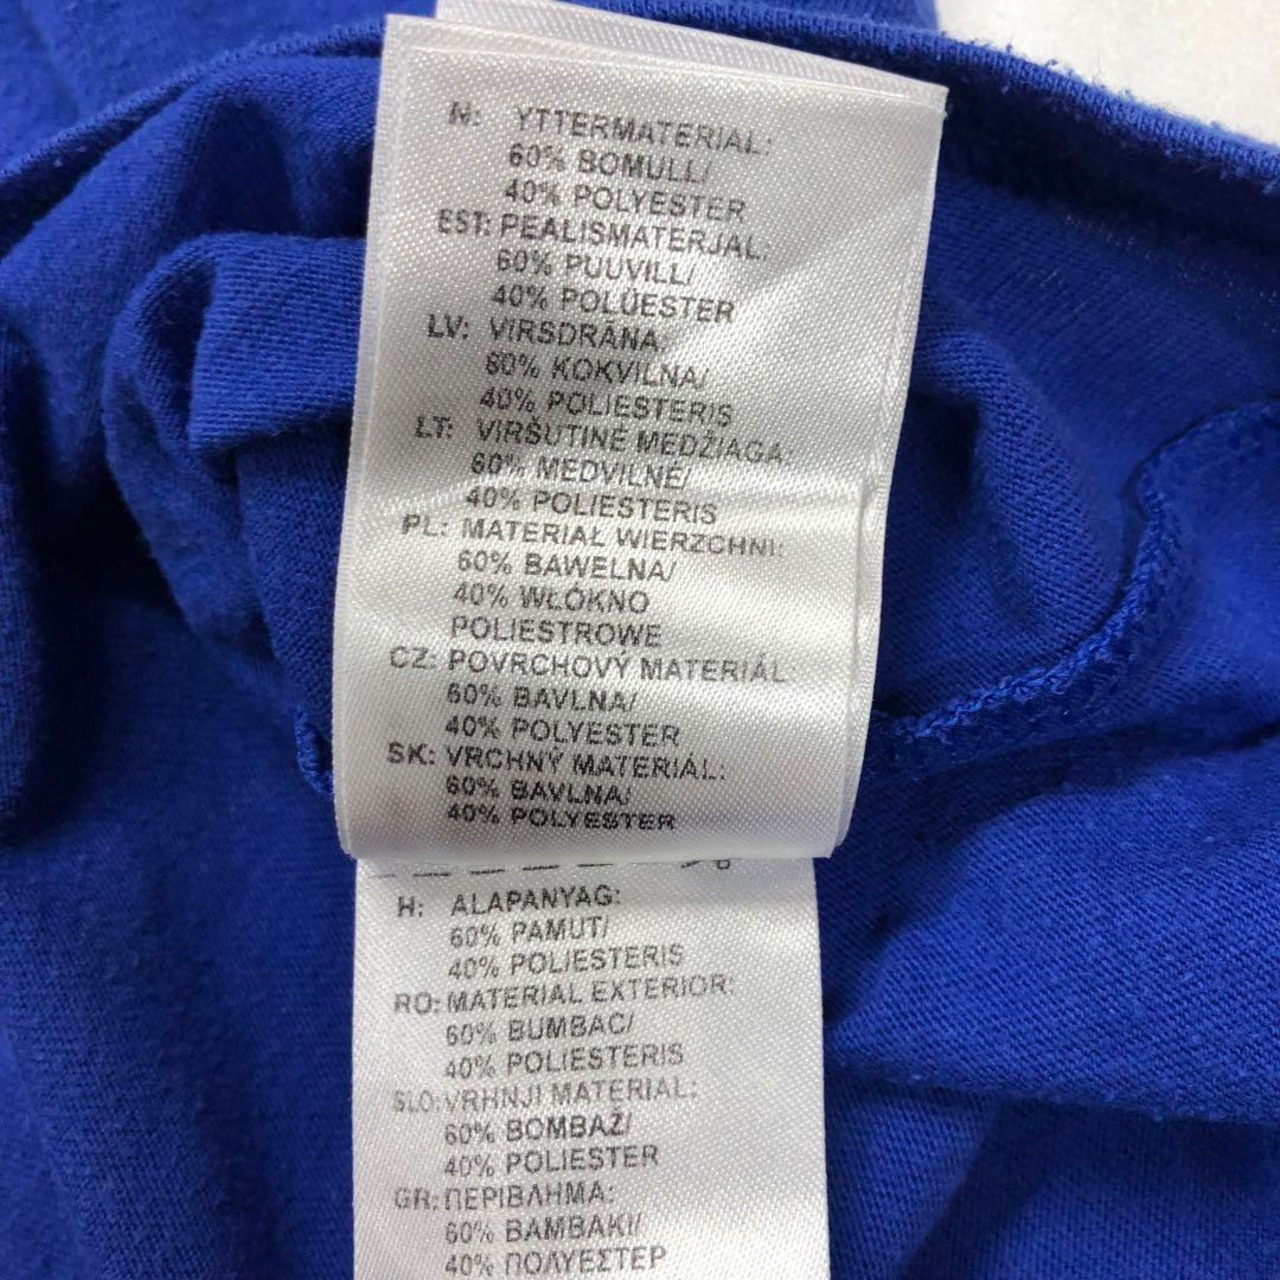 N: YTTERMATERIAL:
60% BOMULL/
40% POLYESTER
EST: PEALISMATERJAL:
60% PUUVILL/
40% POLÜESTER
LV: VIRSDRĀNA:
60% KOKVILNA/
40% POLIESTERIS
LT: VIRŠUTINĖ MEDŽIAGA:
60% MEDVILNĖ/
40% POLIESTERIS
PL: MATERIAŁ WIERZCHNI:
60% BAWELNA/
40% WŁÓKNO
POLIESTROWE
CZ: POVRCHOVÝ MATERIÁL:
60% BAVLNA/
40% POLYESTER
SK: VRCHNÝ MATERIÁL:
60% BAVLNA/
40% POLYESTER
H: ALAPANYAG:
60% PAMUT/
40% POLIESTERIS
RO: MATERIAL EXTERIOR:
60% BUMBAC/
40% POLIESTERIS
SLO: VRHNJI MATERIAL:
60% BOMBAŽ/
40% POLIESTER
GR: ΠΕΡΙΒΛΗΜΑ:
60% ΒΑΜΒΑΚΙ/
40% ΠΟΛΥΕΣΤΕΡ